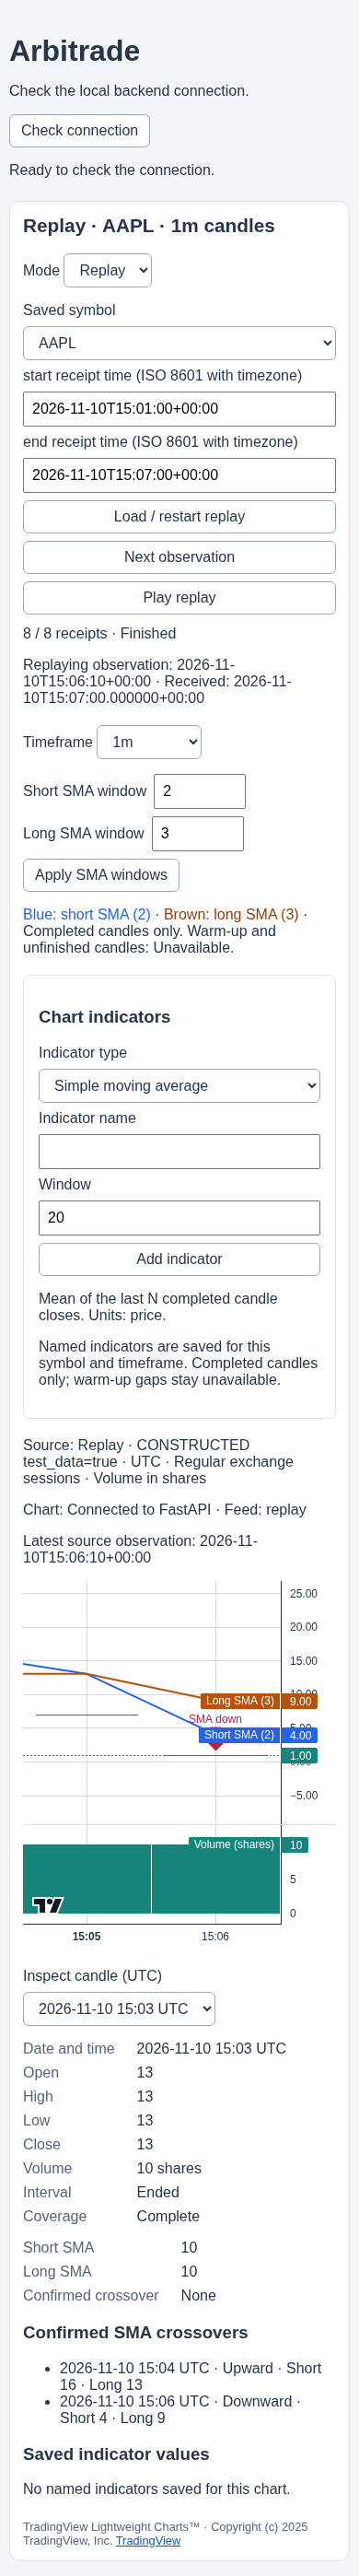 Arbitrade
Check the local backend connection.
Check connection
Ready to check the connection.
Replay · AAPL · 1m candles
Mode Replay
Saved symbol
AAPL
start receipt time (ISO 8601 with timezone)
2026-11-10T15:01:00+00:00
end receipt time (ISO 8601 with timezone)
2026-11-10T15:07:00+00:00
Load / restart replay
Next observation
Play replay
8 / 8 receipts · Finished
Replaying observation: 2026-11-
10T15:06:10+00:00 · Received: 2026-11-
10T15:07:00.000000+00:00
Timeframe 1m
Short SMA window 2
Long SMA window 3
Apply SMA windows
Blue: short SMA (2) · Brown: long SMA (3) ·
Completed candles only. Warm-up and
unfinished candles: Unavailable.
Chart indicators
Indicator type
Simple moving average
Indicator name
Window
20
Add indicator
Mean of the last N completed candle
closes. Units: price.
Named indicators are saved for this
symbol and timeframe. Completed candles
only; warm-up gaps stay unavailable.
Source: Replay · CONSTRUCTED
test_data=true · UTC · Regular exchange
sessions · Volume in shares
Chart: Connected to FastAPI · Feed: replay
Latest source observation: 2026-11-
10T15:06:10+00:00
25.00
20.00
15.00
Long SMA (3) 9.00
SMA down
Short SMA (2) 4.00
1.00
−5.00
Volume (shares) 10
5
0
15:05 15:06
Inspect candle (UTC)
2026-11-10 15:03 UTC
Date and time 2026-11-10 15:03 UTC
Open 13
High 13
Low 13
Close 13
Volume 10 shares
Interval Ended
Coverage Complete
Short SMA 10
Long SMA 10
Confirmed crossover None
Confirmed SMA crossovers
• 2026-11-10 15:04 UTC · Upward · Short
16 · Long 13
• 2026-11-10 15:06 UTC · Downward ·
Short 4 · Long 9
Saved indicator values
No named indicators saved for this chart.
TradingView Lightweight Charts™ · Copyright (c) 2025
TradingView, Inc. TradingView